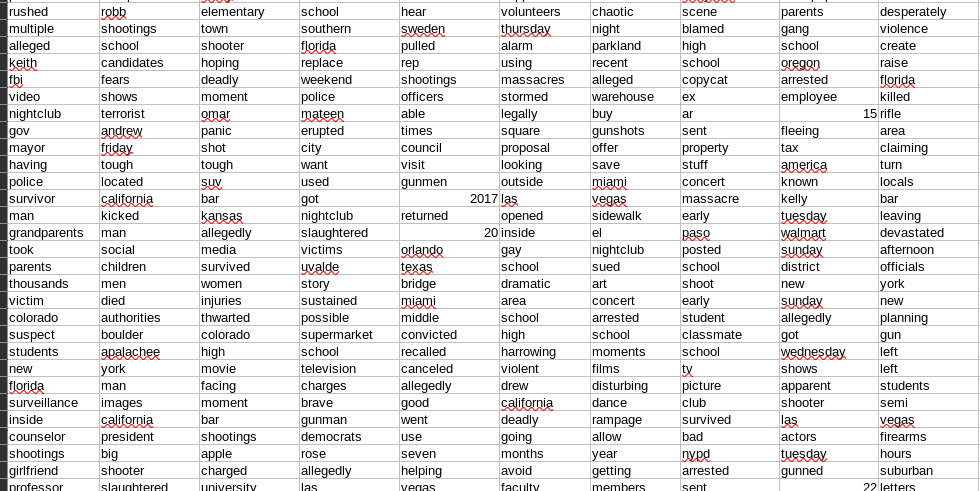 rushed robb elementary school hear volunteers chaotic scene parents desperately
multiple shootings town southern sweden thursday night blamed gang violence
alleged school shooter florida pulled alarm parkland high school create
keith candidates hoping replace rep using recent school oregon raise
fbi fears deadly weekend shootings massacres alleged copycat arrested florida
video shows moment police officers stormed warehouse ex employee killed
nightclub terrorist omar mateen able legally buy ar 15 rifle
gov andrew panic erupted times square gunshots sent fleeing area
mayor friday shot city council proposal offer property tax claiming
having tough tough want visit looking save stuff america turn
police located suv used gunmen outside miami concert known locals
survivor california bar got 2017 las vegas massacre kelly bar
man kicked kansas nightclub returned opened sidewalk early tuesday leaving
grandparents man allegedly slaughtered 20 inside el paso walmart devastated
took social media victims orlando gay nightclub posted sunday afternoon
parents children survived uvalde texas school sued school district officials
thousands men women story bridge dramatic art shoot new york
victim died injuries sustained miami area concert early sunday new
colorado authorities thwarted possible middle school arrested student allegedly planning
suspect boulder colorado supermarket convicted high school classmate got gun
students apalachee high school recalled harrowing moments school wednesday left
new york movie television canceled violent films ty shows left
florida man facing charges allegedly drew disturbing picture apparent students
surveillance images moment brave good california dance club shooter semi
inside california bar gunman went deadly rampage survived las vegas
counselor president shootings democrats use going allow bad actors firearms
shootings big apple rose seven months year nypd tuesday hours
girlfriend shooter charged allegedly helping avoid getting arrested gunned suburban
professor slaughtered university las vegas faculty members sent 22 letters